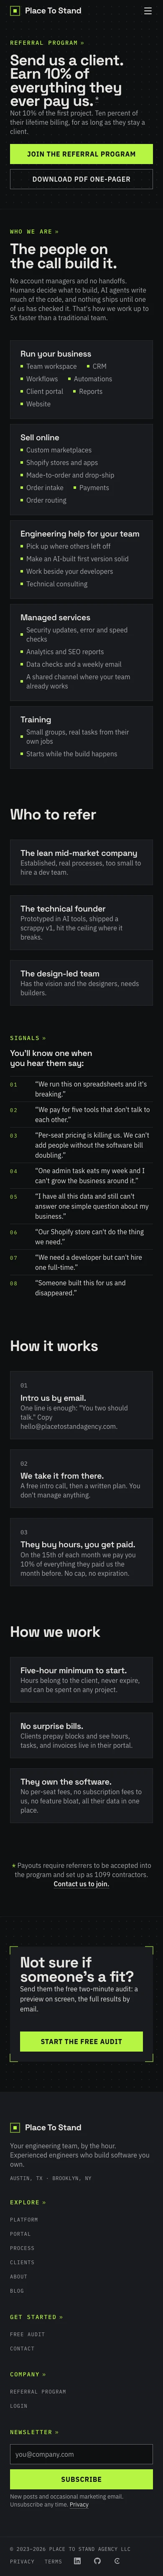 Place To Stand
REFERRAL PROGRAM
Send us a client.
Earn 10% of
everything they
ever pay us.*
Not 10% of the first project. Ten percent of
their lifetime billing, for as long as they stay a
client.
JOIN THE REFERRAL PROGRAM
DOWNLOAD PDF ONE-PAGER
WHO WE ARE
The people on
the call build it.
No account managers and no handoffs.
Humans decide what to build, AI agents write
much of the code, and nothing ships until one
of us has checked it. That's how we work up to
5x faster than a traditional team.
Run your business
Team workspace
CRM
Workflows
Automations
Client portal
Reports
Website
Sell online
Custom marketplaces
Shopify stores and apps
Made-to-order and drop-ship
Order intake
Payments
Order routing
Engineering help for your team
Pick up where others left off
Make an AI-built first version solid
Work beside your developers
Technical consulting
Managed services
Security updates, error and speed
checks
Analytics and SEO reports
Data checks and a weekly email
A shared channel where your team
already works
Training
Small groups, real tasks from their
own jobs
Starts while the build happens
Who to refer
The lean mid-market company
Established, real processes, too small to
hire a dev team.
The technical founder
Prototyped in AI tools, shipped a
scrappy v1, hit the ceiling where it
breaks.
The design-led team
Has the vision and the designers, needs
builders.
SIGNALS
You'll know one when
you hear them say:
01 “We run this on spreadsheets and it's
breaking.”
02 “We pay for five tools that don't talk to
each other.”
03 “Per-seat pricing is killing us. We can't
add people without the software bill
doubling.”
04 “One admin task eats my week and I
can't grow the business around it.”
05 “I have all this data and still can't
answer one simple question about my
business.”
06 “Our Shopify store can't do the thing
we need.”
07 “We need a developer but can't hire
one full-time.”
08 “Someone built this for us and
disappeared.”
How it works
01
Intro us by email.
One line is enough: “You two should
talk.” Copy
hello@placetostandagency.com.
02
We take it from there.
A free intro call, then a written plan. You
don't manage anything.
03
They buy hours, you get paid.
On the 15th of each month we pay you
10% of everything they paid us the
month before. No cap, no expiration.
How we work
Five-hour minimum to start.
Hours belong to the client, never expire,
and can be spent on any project.
No surprise bills.
Clients prepay blocks and see hours,
tasks, and invoices live in their portal.
They own the software.
No per-seat fees, no subscription fees to
us, no feature bloat, all their data in one
place.
* Payouts require referrers to be accepted into
the program and set up as 1099 contractors.
Contact us to join.
Not sure if
someone's a fit?
Send them the free two-minute audit: a
preview on screen, the full results by
email.
START THE FREE AUDIT
Place To Stand
Your engineering team, by the hour.
Experienced engineers who build software you
own.
AUSTIN, TX · BROOKLYN, NY
EXPLORE
PLATFORM
PORTAL
PROCESS
CLIENTS
ABOUT
BLOG
GET STARTED
FREE AUDIT
CONTACT
COMPANY
REFERRAL PROGRAM
LOGIN
NEWSLETTER
you@company.com
SUBSCRIBE
New posts and occasional marketing email.
Unsubscribe any time. Privacy
© 2023-2026 PLACE TO STAND AGENCY LLC
PRIVACY TERMS